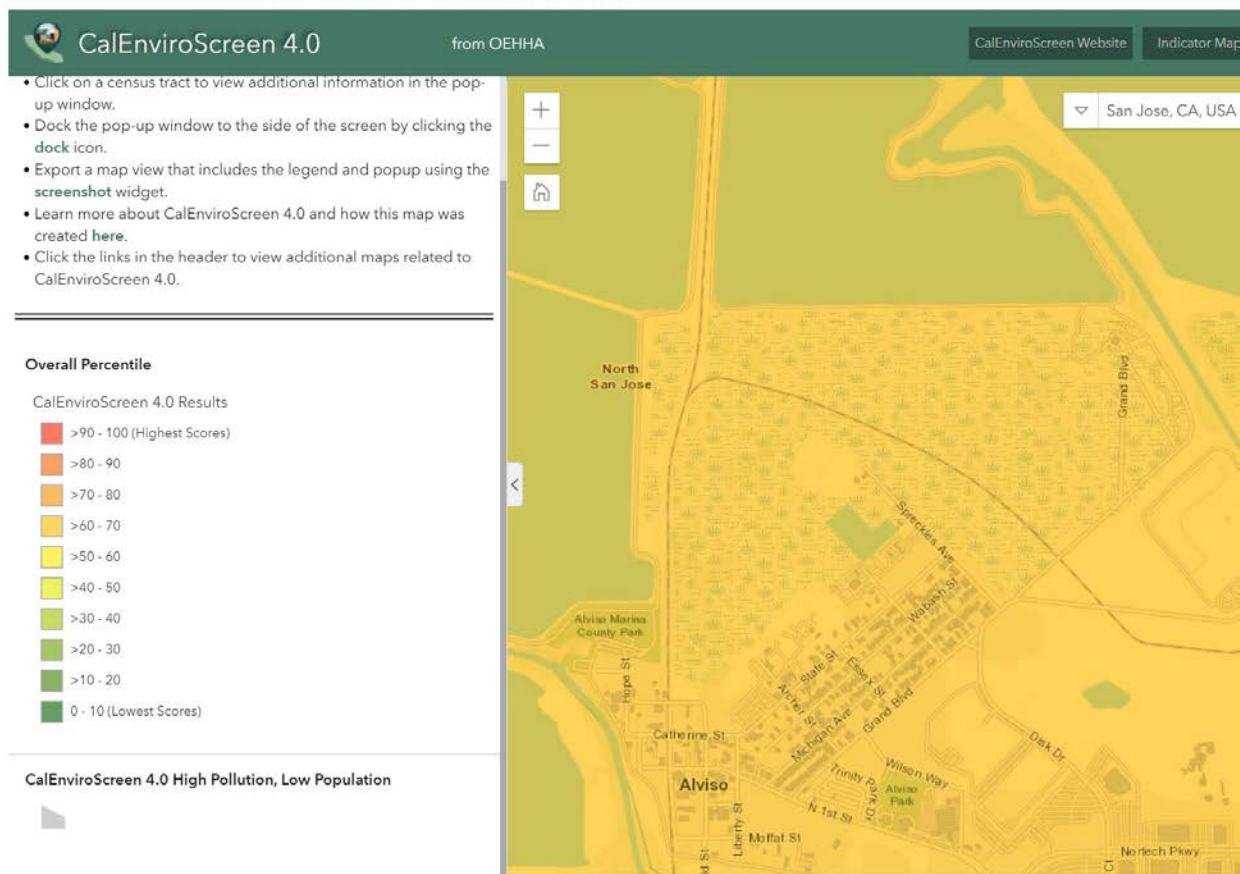 CalEnviroScreen 4.0
from OEHHA
CalEnviroScreen Website
Indicator Map
• Click on a census tract to view additional information in the pop-
up window.
• Dock the pop-up window to the side of the screen by clicking the
dock icon.
• Export a map view that includes the legend and popup using the
screenshot widget.
• Learn more about CalEnviroScreen 4.0 and how this map was
created here.
• Click the links in the header to view additional maps related to
CalEnviroScreen 4.0.
Overall Percentile
CalEnviroScreen 4.0 Results
>90 - 100 (Highest Scores)
>80 - 90
>70 - 80
>60 - 70
>50 - 60
>40 - 50
>30 - 40
>20 - 30
>10 - 20
0 - 10 (Lowest Scores)
CalEnviroScreen 4.0 High Pollution, Low Population
San Jose, CA, USA
North
San Jose
Grand Blvd
Spreckles Ave
Wabash St
Alviso Marina
County Park
Hope St
State St
Essex St
Archer St
Michigan Ave
Grand Blvd
Catherine St
Disk Dr
Alviso
Wilson Way
Trinity Park Dr
Alviso
Park
N 1st St
Liberty St
Moffat St
Nortech Pkwy
Ct
d St